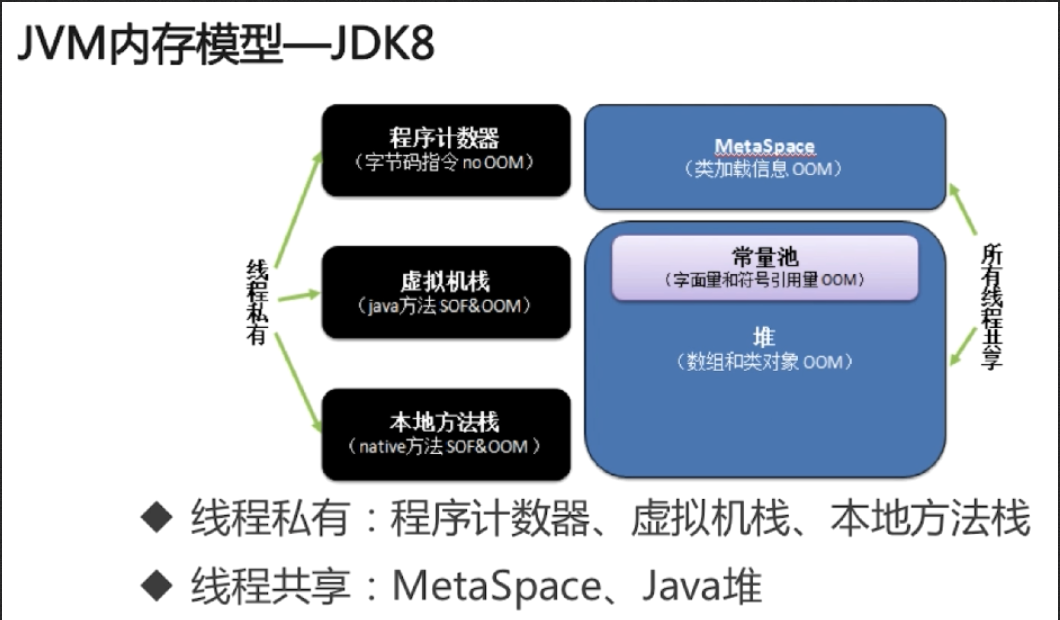 JVM内存模型—JDK8
程序计数器
（字节码指令 no OOM）
MetaSpace
（类加载信息 OOM）
线程私有
虚拟机栈
（java方法 SOF&OOM）
常量池
（字面量和符号引用量 OOM）
堆
（数组和类对象 OOM）
所有线程共享
本地方法栈
（native方法 SOF&OOM ）
◆ 线程私有：程序计数器、虚拟机栈、本地方法栈
◆ 线程共享：MetaSpace、Java堆